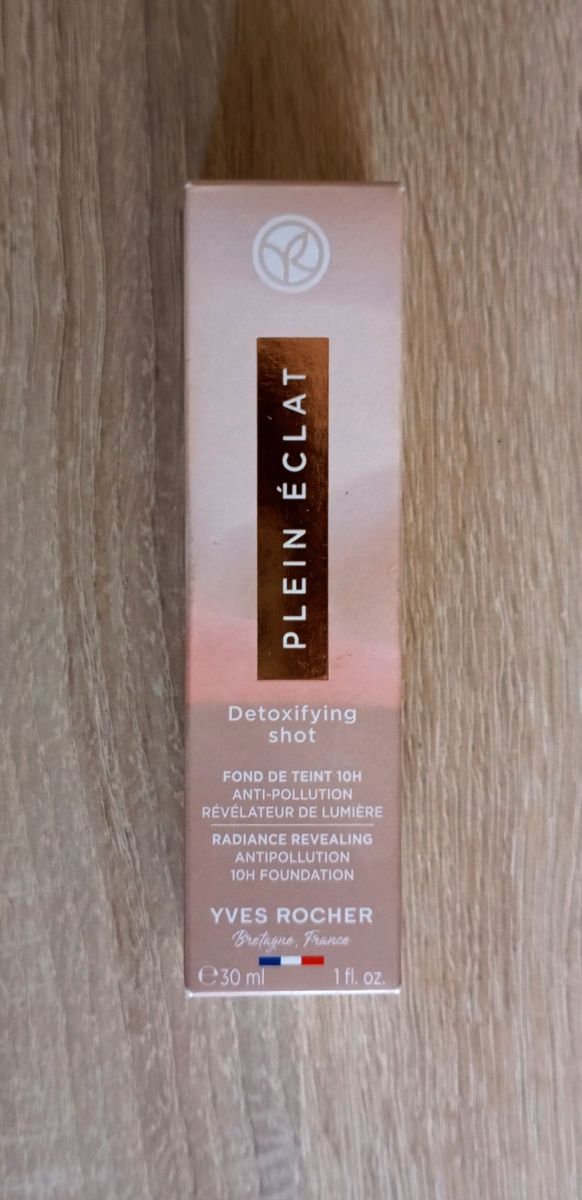 PLEIN ÉCLAT
Detoxifying
shot
FOND DE TEINT 10H
ANTI-POLLUTION
RÉVÉLATEUR DE LUMIÈRE
RADIANCE REVEALING
ANTIPOLLUTION
10H FOUNDATION
YVES ROCHER
Bretagne, France
℮30 ml 1 fl. oz.